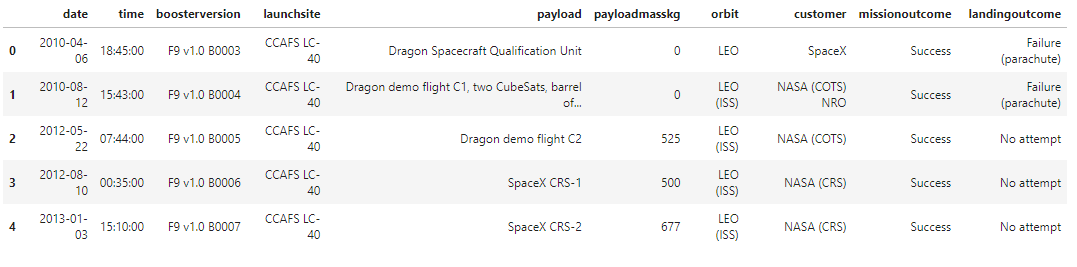 date time boosterversion launchsite payload payloadmasskg orbit customer missionoutcome landingoutcome
0 2010-04-06 18:45:00 F9 v1.0 B0003 CCAFS LC-40 Dragon Spacecraft Qualification Unit 0 LEO SpaceX Success Failure (parachute)
1 2010-08-12 15:43:00 F9 v1.0 B0004 CCAFS LC-40 Dragon demo flight C1, two CubeSats, barrel of... 0 LEO (ISS) NASA (COTS) NRO Success Failure (parachute)
2 2012-05-22 07:44:00 F9 v1.0 B0005 CCAFS LC-40 Dragon demo flight C2 525 LEO (ISS) NASA (COTS) Success No attempt
3 2012-08-10 00:35:00 F9 v1.0 B0006 CCAFS LC-40 SpaceX CRS-1 500 LEO (ISS) NASA (CRS) Success No attempt
4 2013-01-03 15:10:00 F9 v1.0 B0007 CCAFS LC-40 SpaceX CRS-2 677 LEO (ISS) NASA (CRS) Success No attempt